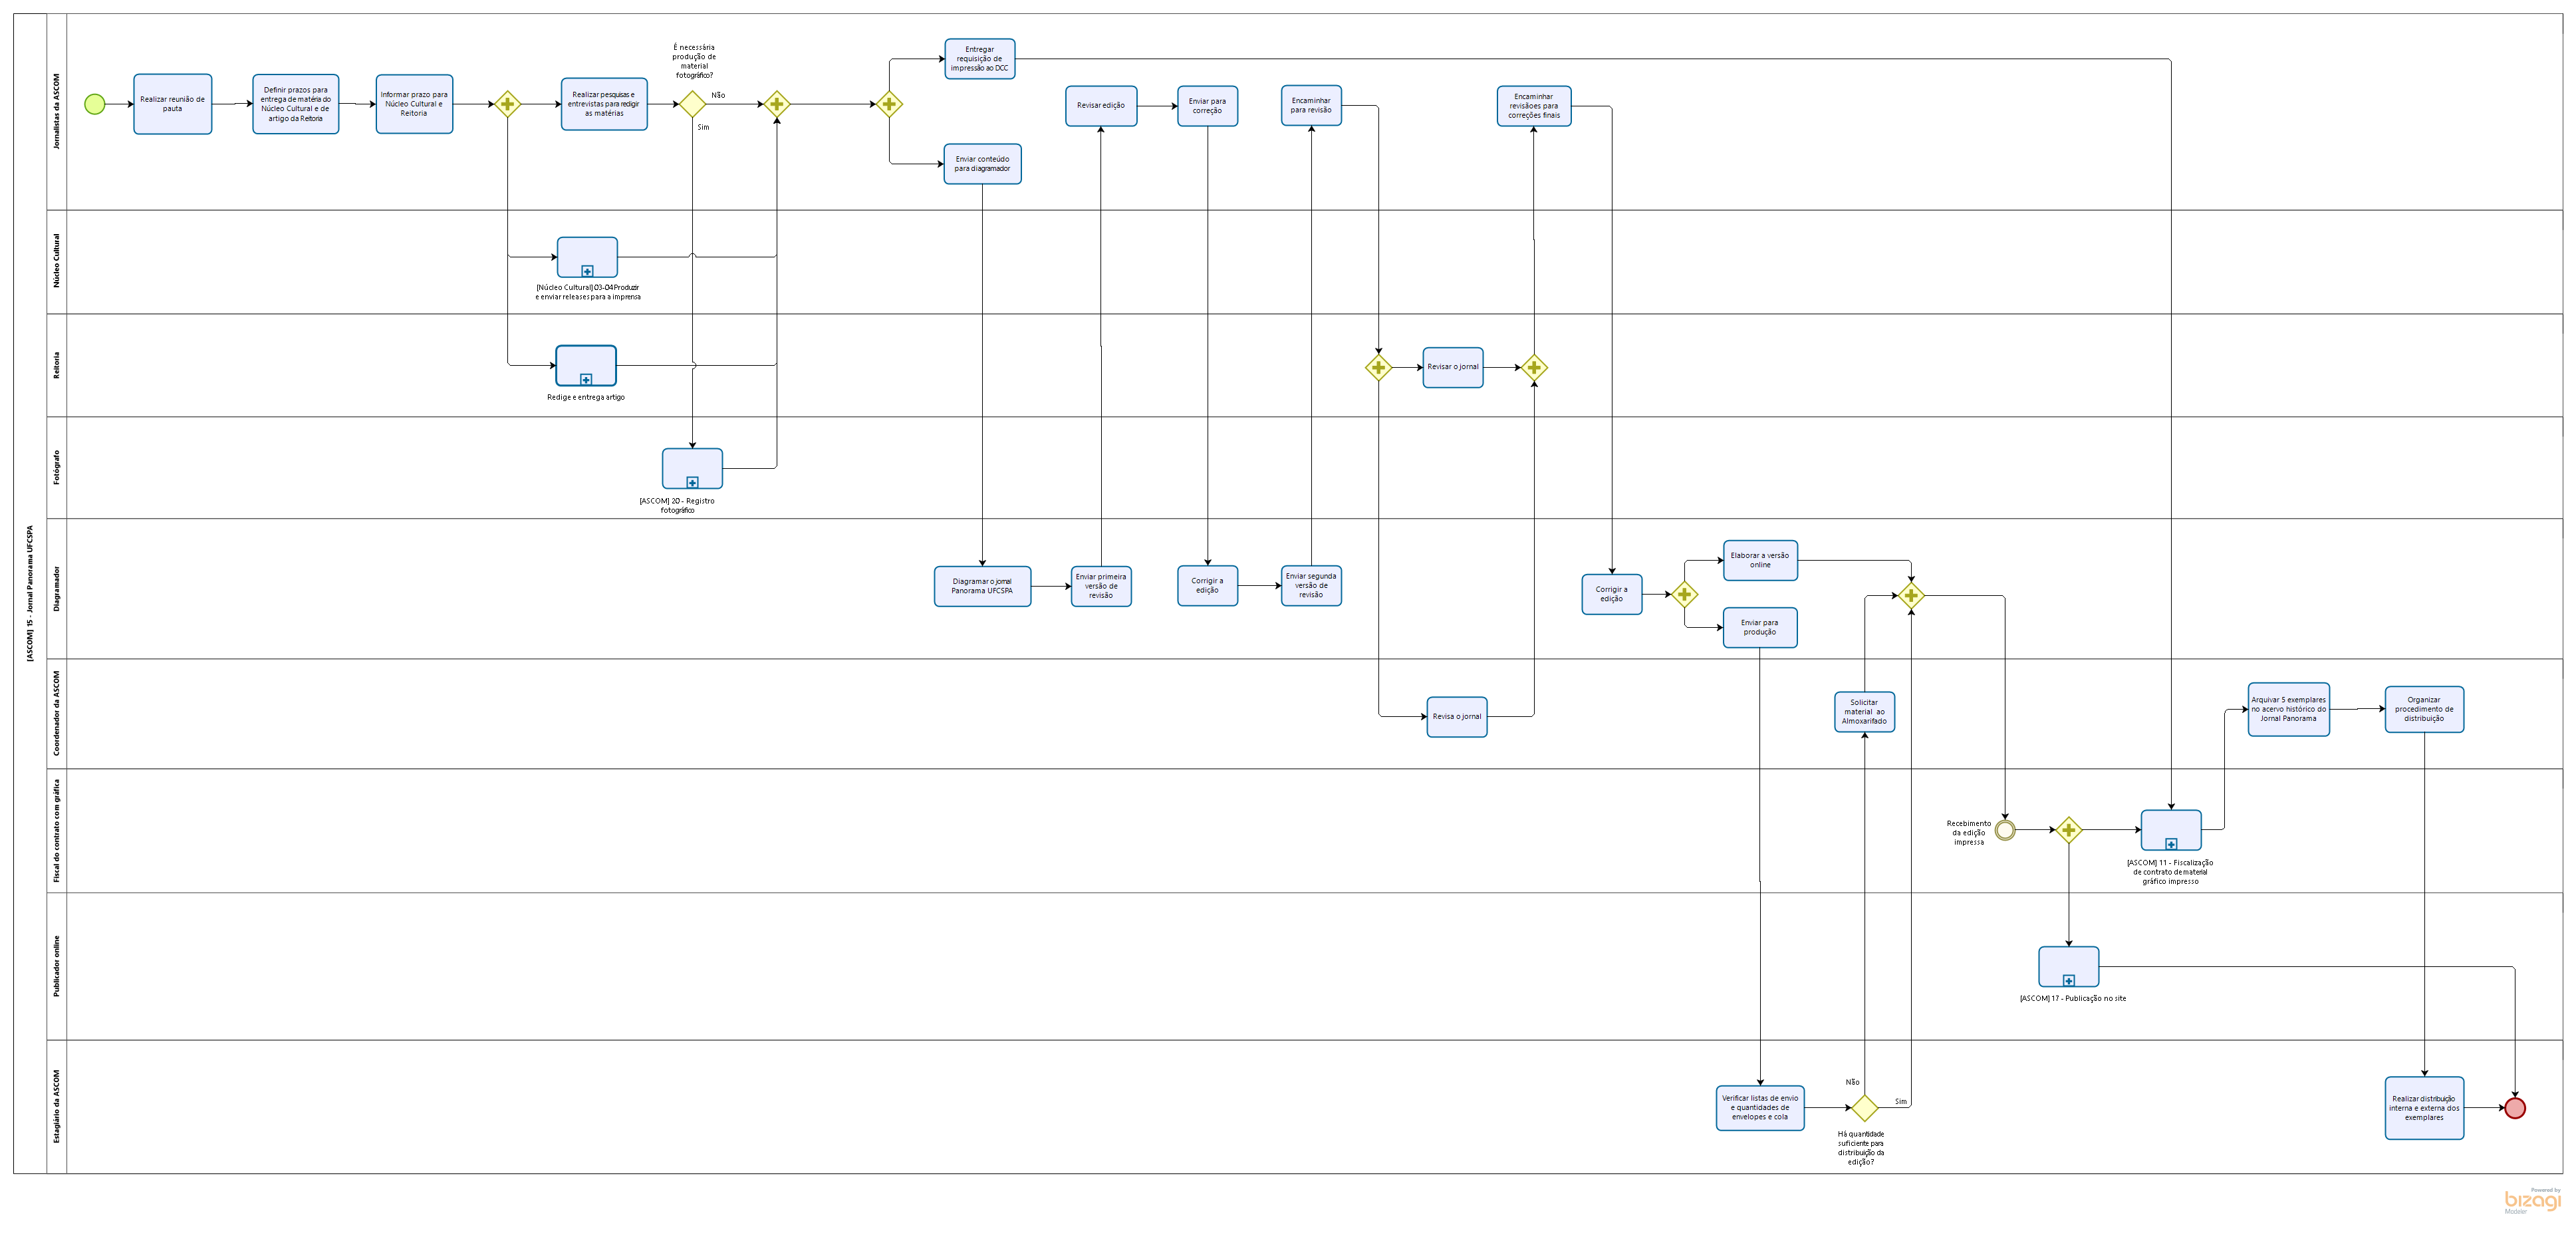 [ASCOM] 15 - Jornal Panorama UFCSPA
Jornalistas da ASCOM
Realizar reunião de
pauta
Definir prazos para
entrega de matéria do
Núcleo Cultural e de
artigo da Reitoria
Informar prazo para
Núcleo Cultural e
Reitoria
Realizar pesquisas e
entrevistas para redigir
as matérias
É necessária
produção de
material
fotográfico?
Não
Sim
Entregar
requisição de
impressão ao DCC
Enviar conteúdo
para diagramador
Revisar edição
Enviar para
correção
Encaminhar
para revisão
Encaminhar
revisãoes para
correções finais
Núcleo Cultural
[Núcleo Cultural] 03-04 Produzir
e enviar releases para a imprensa
Reitoria
Redige e entrega artigo
Revisar o jornal
Fotógrafo
[ASCOM] 20 - Registro
fotográfico
Diagramador
Diagramar o jornal
Panorama UFCSPA
Enviar primeira
versão de
revisão
Corrigir a
edição
Enviar segunda
versão de
revisão
Corrigir a
edição
Elaborar a versão
online
Enviar para
produção
Coordenador da ASCOM
Revisa o jornal
Solicitar
material ao
Almoxarifado
Arquivar 5 exemplares
no acervo histórico do
Jornal Panorama
Organizar
procedimento de
distribuição
Fiscal do contrato com gráfica
Recebimento
da edição
impressa
[ASCOM] 11 - Fiscalização
de contrato de material
gráfico impresso
Publicador online
[ASCOM] 17 - Publicação no site
Estagiário da ASCOM
Verificar listas de envio
e quantidades de
envelopes e cola
Não
Sim
Há quantidade
suficiente para
distribuição da
edição?
Realizar distribuição
interna e externa dos
exemplares
Powered by
bizagi
Modeler